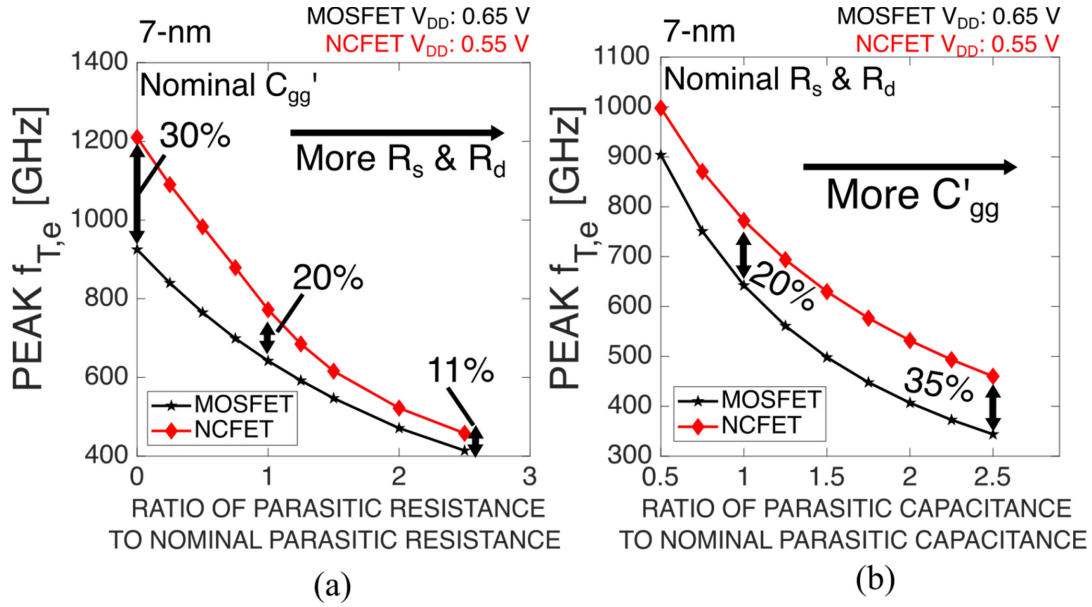 7-nm
MOSFET V_DD: 0.65 V
NCFET V_DD: 0.55 V
PEAK f_T,e [GHz]
1400
1200
1000
800
600
400
Nominal C_gg'
30%
More R_s & R_d
20%
11%
MOSFET
NCFET
0
1
2
3
RATIO OF PARASITIC RESISTANCE
TO NOMINAL PARASITIC RESISTANCE
(a)
7-nm
MOSFET V_DD: 0.65 V
NCFET V_DD: 0.55 V
PEAK f_T,e [GHz]
1100
1000
900
800
700
600
500
400
300
Nominal R_s & R_d
More C'_gg
20%
35%
MOSFET
NCFET
0.5
1
1.5
2
2.5
RATIO OF PARASITIC CAPACITANCE
TO NOMINAL PARASITIC CAPACITANCE
(b)